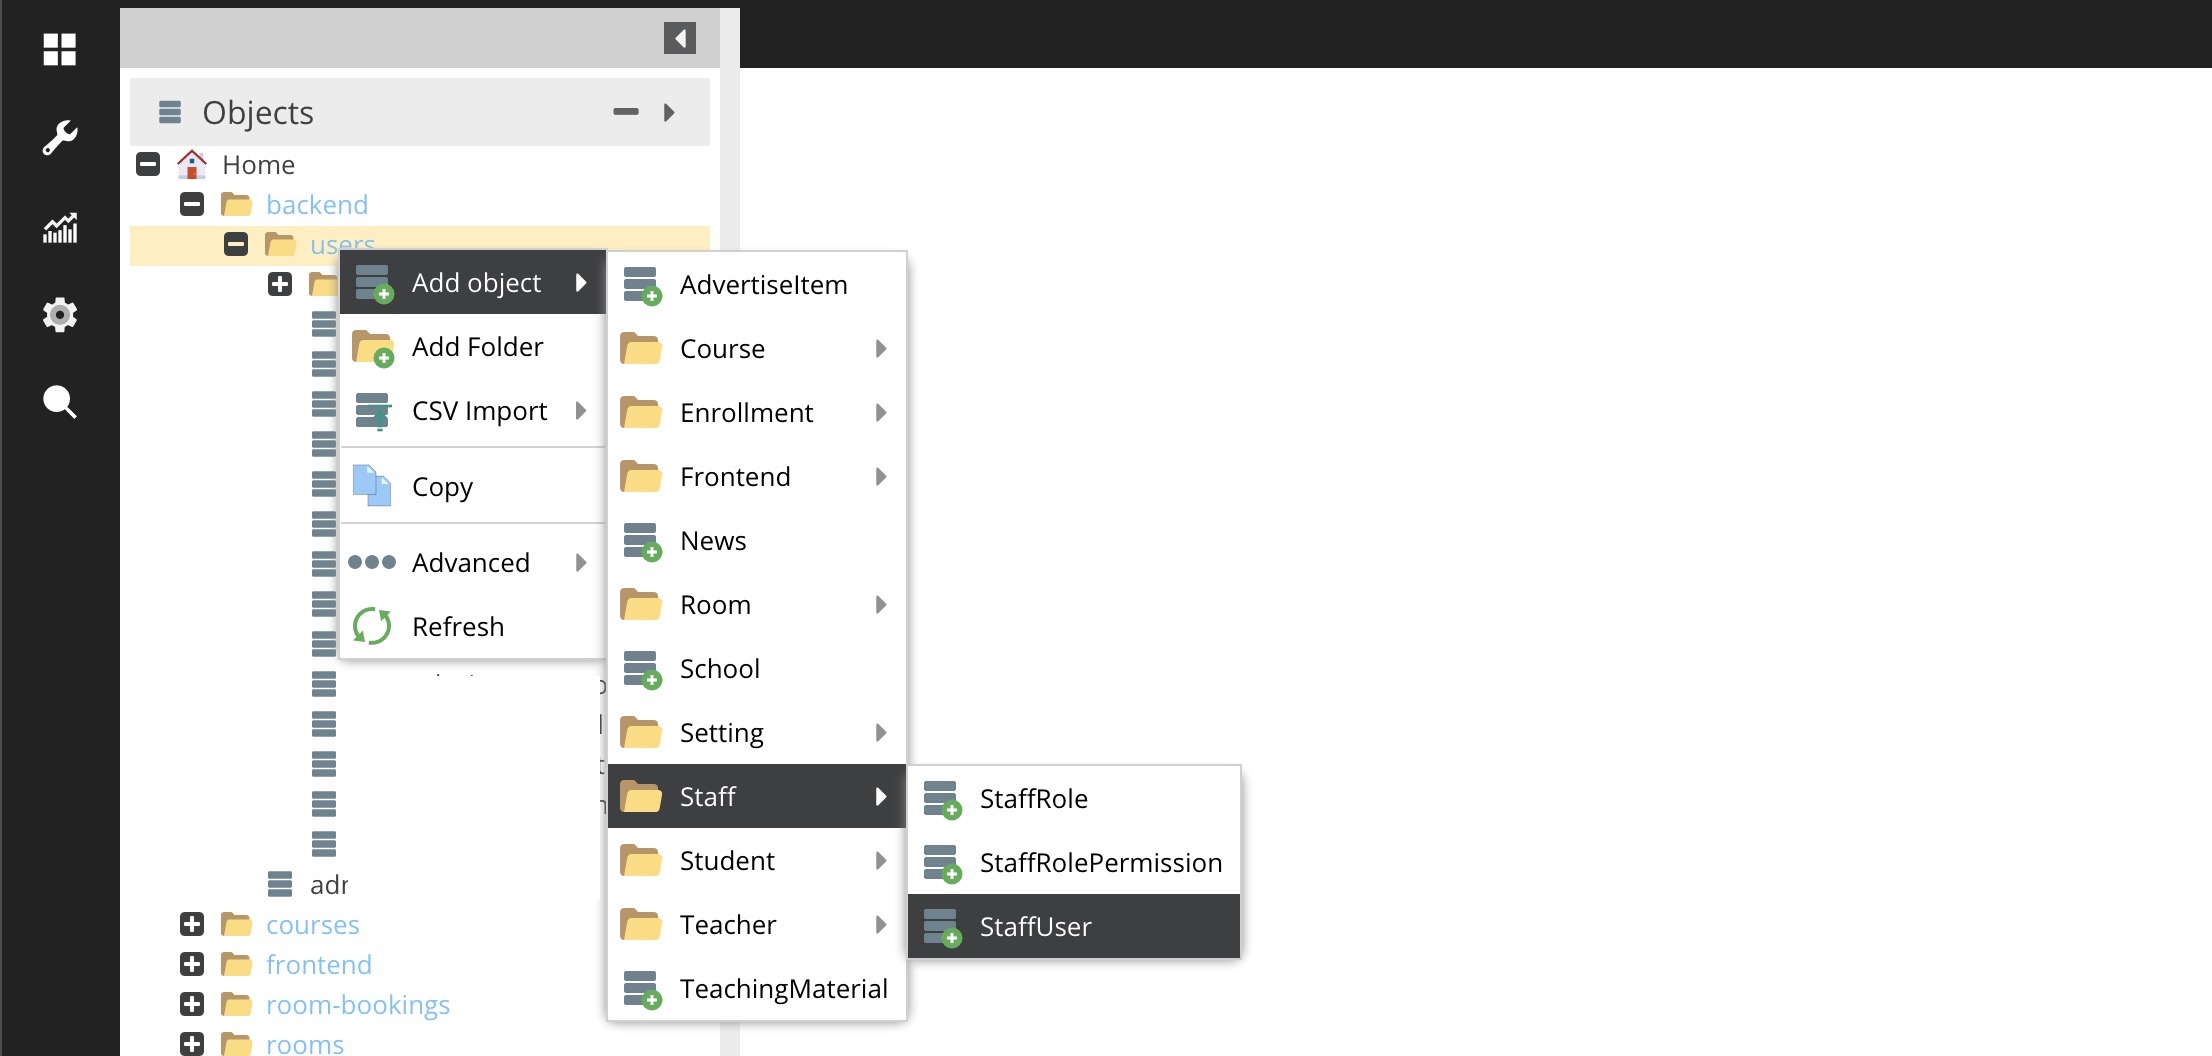 Objects
Home
backend
users
Add object
Add Folder
CSV Import
Copy
Advanced
Refresh
AdvertiseItem
Course
Enrollment
Frontend
News
Room
School
Setting
Staff
Student
Teacher
TeachingMaterial
StaffRole
StaffRolePermission
StaffUser
courses
frontend
room-bookings
rooms